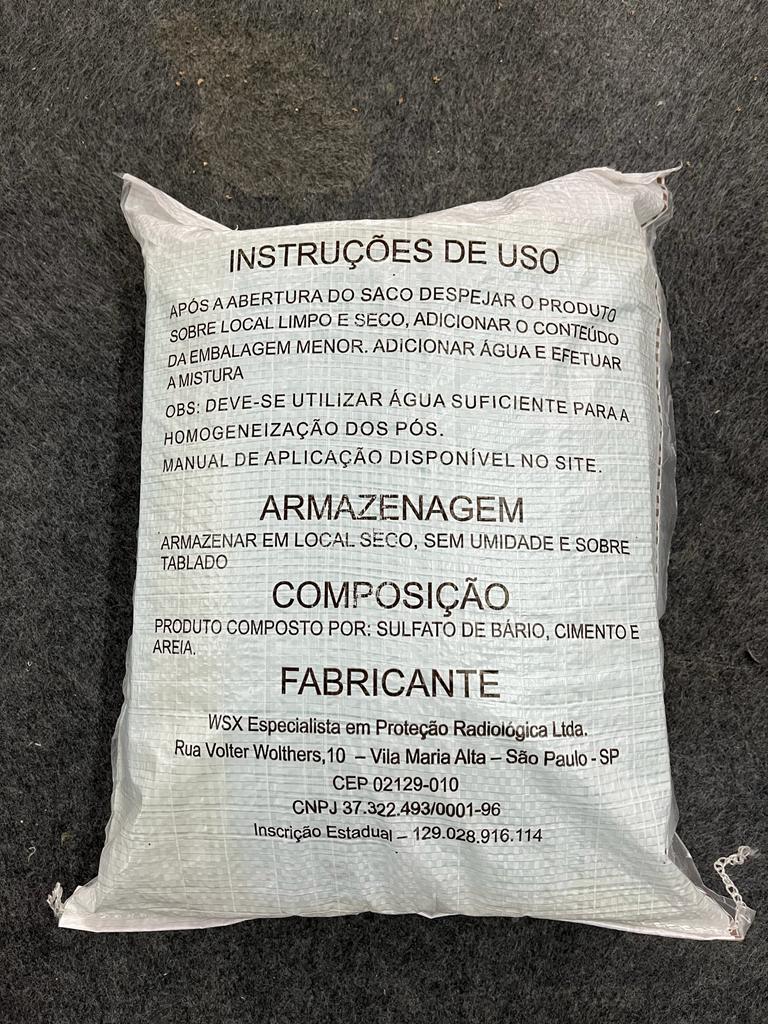 INSTRUÇÕES DE USO
APÓS A ABERTURA DO SACO DESPEJAR O PRODUTO
SOBRE LOCAL LIMPO E SECO, ADICIONAR O CONTEÚDO
DA EMBALAGEM MENOR. ADICIONAR ÁGUA E EFETUAR
A MISTURA
OBS: DEVE-SE UTILIZAR ÁGUA SUFICIENTE PARA A
HOMOGENEIZAÇÃO DOS PÓS.
MANUAL DE APLICAÇÃO DISPONÍVEL NO SITE.
ARMAZENAGEM
ARMAZENAR EM LOCAL SECO, SEM UMIDADE E SOBRE
TABLADO
COMPOSIÇÃO
PRODUTO COMPOSTO POR: SULFATO DE BÁRIO, CIMENTO E
AREIA.
FABRICANTE
WSX Especialista em Proteção Radiológica Ltda.
Rua Volter Wolthers,10 – Vila Maria Alta – São Paulo - SP
CEP 02129-010
CNPJ 37.322.493/0001-96
Inscrição Estadual – 129.028.916.114